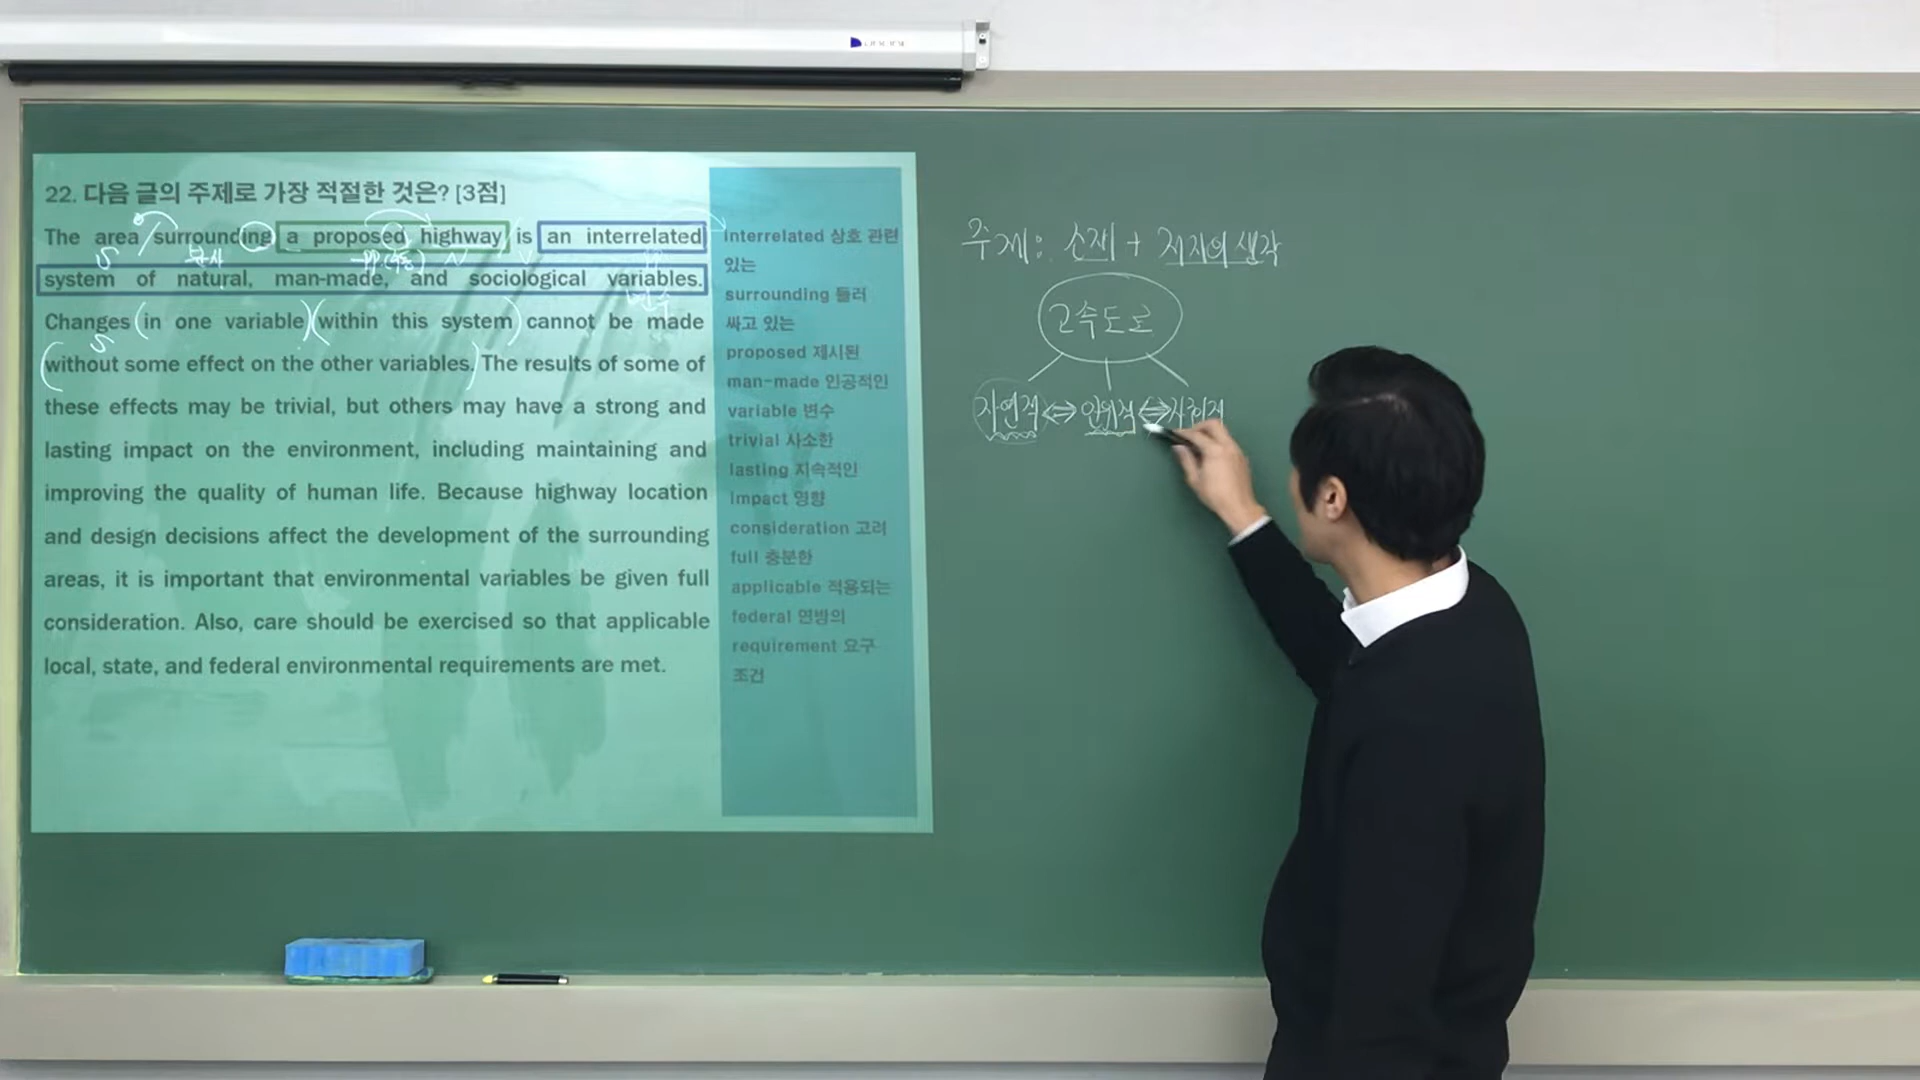 22. 다음 글의 주제로 가장 적절한 것은? [3점]
The area surrounding a proposed highway is an interrelated
system of natural, man-made, and sociological variables.
Changes (in one variable)(within this system) cannot be made
(without some effect on the other variables.) The results of some of
these effects may be trivial, but others may have a strong and
lasting impact on the environment, including maintaining and
improving the quality of human life. Because highway location
and design decisions affect the development of the surrounding
areas, it is important that environmental variables be given full
consideration. Also, care should be exercised so that applicable
local, state, and federal environmental requirements are met.
Interrelated 상호 관련
있는
surrounding 둘러
싸고 있는
proposed 제시된
man-made 인공적인
variable 변수
trivial 사소한
lasting 지속적인
impact 영향
consideration 고려
full 충분한
applicable 적용되는
federal 연방의
requirement 요구
조건
주제: 소재 + 저자의 생각
고속도로
자연적 ⇔ 인위적 ⇔ 사회적